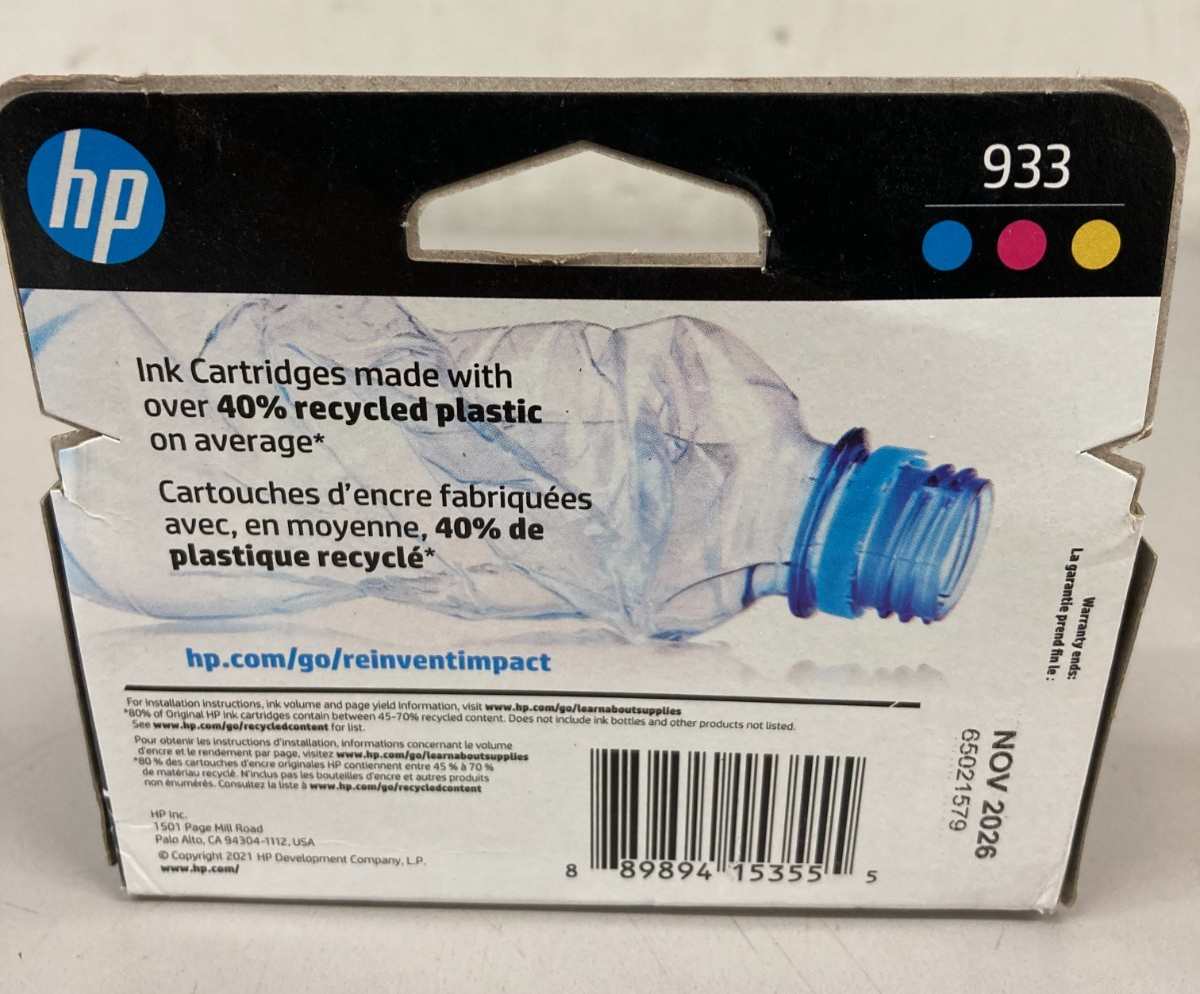 hp
933
Ink Cartridges made with
over 40% recycled plastic
on average*
Cartouches d'encre fabriquées
avec, en moyenne, 40% de
plastique recyclé*
hp.com/go/reinventimpact
Warranty ends:
La garantie prend fin le :
NOV 2026
65021579
For installation instructions, ink volume and page yield information, visit www.hp.com/go/learnaboutsupplies
*80% of Original HP ink cartridges contain between 45-70% recycled content. Does not include ink bottles and other products not listed.
See www.hp.com/go/recycledcontent for list.
Pour obtenir les instructions d'installation, informations concernant le volume
d'encre et le rendement par page, visitez www.hp.com/go/learnaboutsupplies
*80 % des cartouches d'encre originales HP contiennent entre 45 % à 70 %
de matériau recyclé. N'inclus pas les bouteilles d'encre et autres produits
non énumérés. Consultez la liste à www.hp.com/go/recycledcontent
HP Inc.
1501 Page Mill Road
Palo Alto, CA 94304-1112, USA
© Copyright 2021 HP Development Company, L.P.
www.hp.com/
8 89894 15355 5